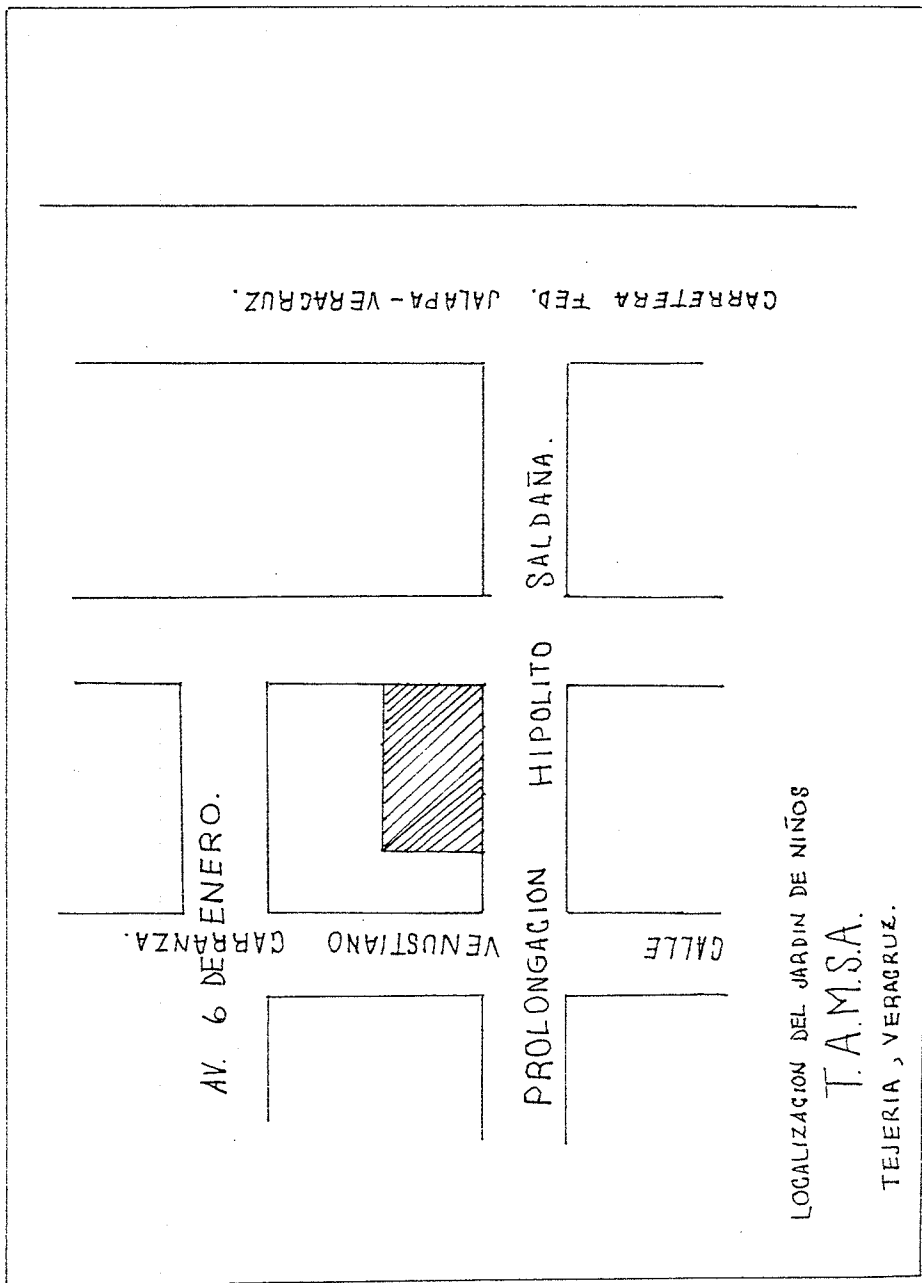 AV. 6 DE ENERO.
CALLE VENUSTIANO CARRANZA.
PROLONGACION HIPOLITO SALDAÑA.
CARRETERA FED. JALAPA-VERACRUZ.
LOCALIZACION DEL JARDIN DE NIÑOS
T.A.M.S.A.
TEJERIA, VERACRUZ.